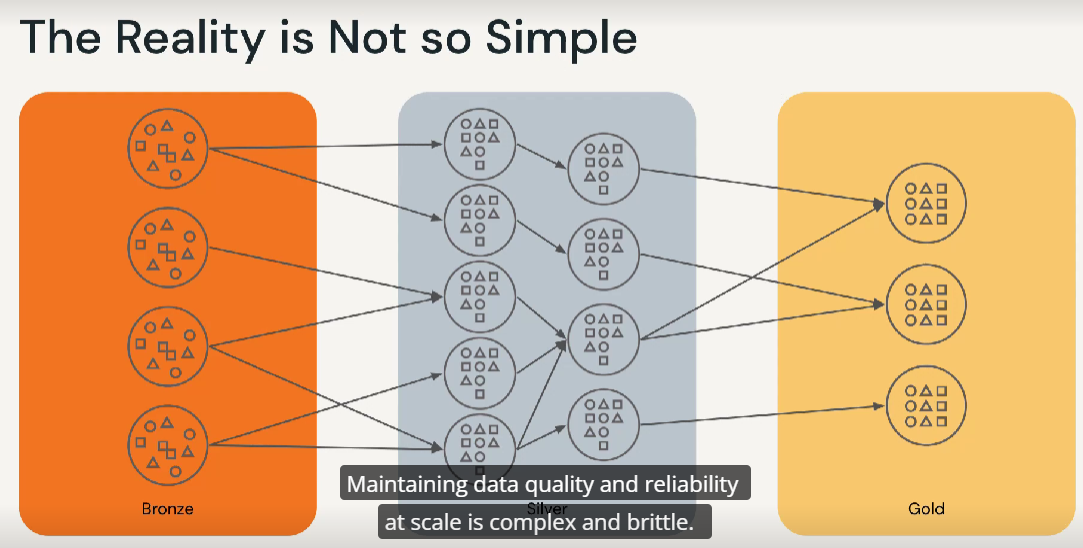 The Reality is Not so Simple
Maintaining data quality and reliability
at scale is complex and brittle.
Bronze
Silver
Gold